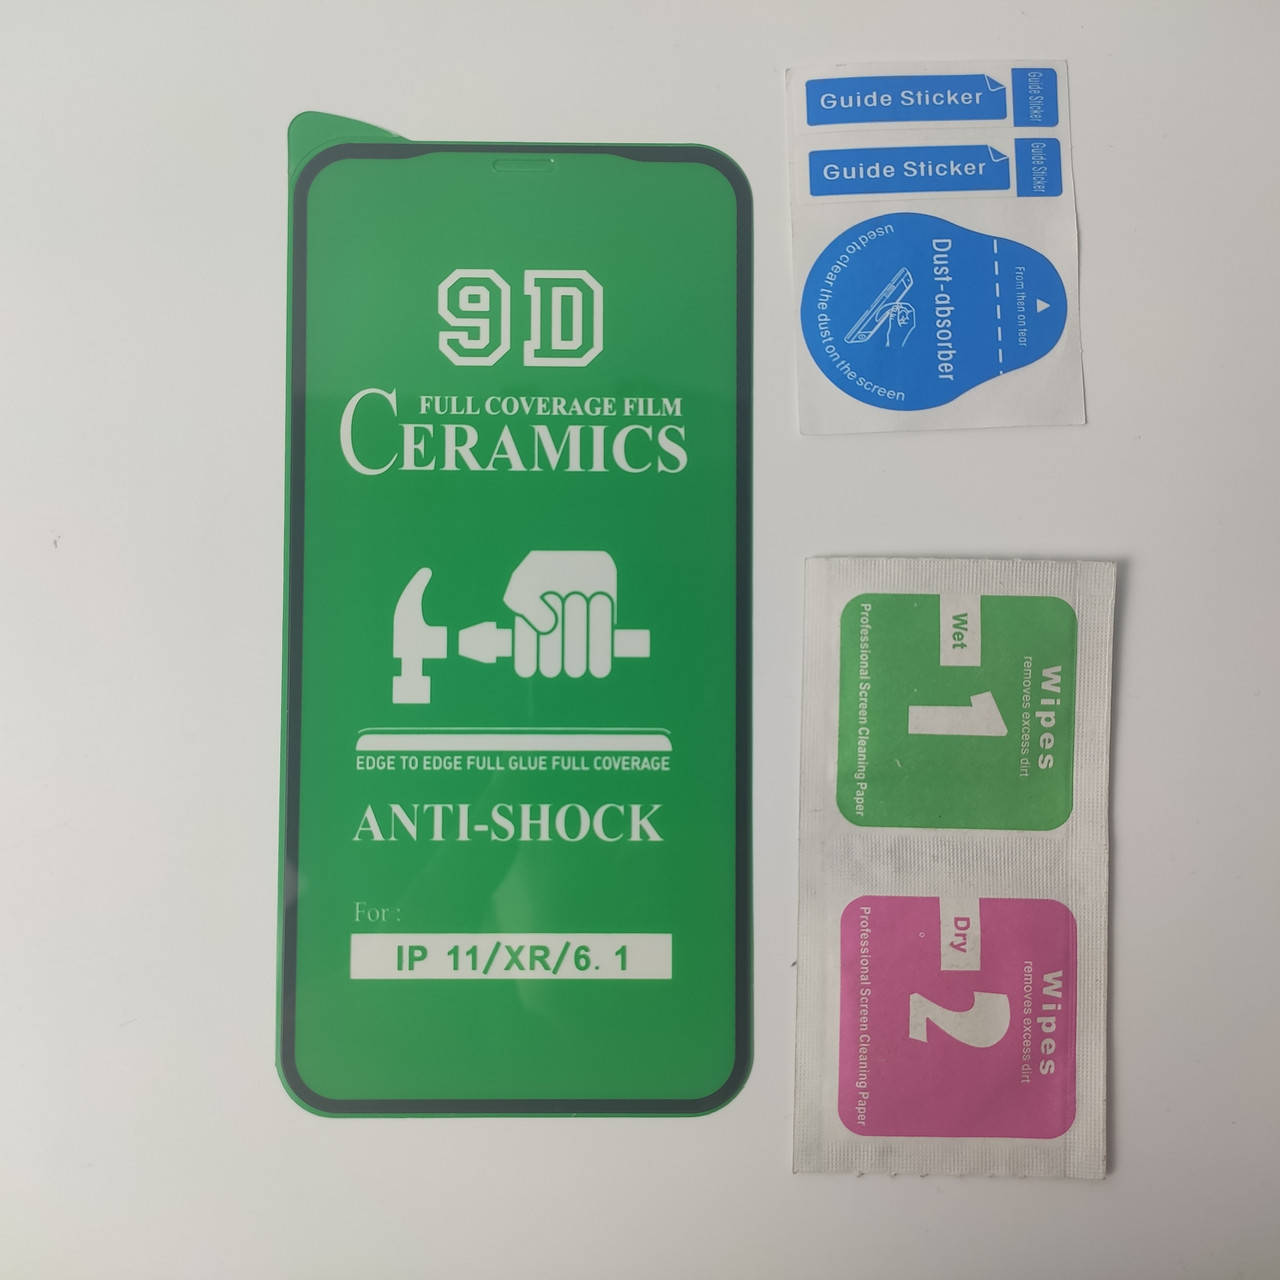 9D
FULL COVERAGE FILM
CERAMICS
EDGE TO EDGE FULL GLUE FULL COVERAGE
ANTI-SHOCK
For :
IP 11/XR/6. 1
Guide Sticker
Guide Sticker
Guide Sticker
Guide Sticker
From then on tear
Dust-absorber
used to clear the dust on the screen
Wipes
removes excess dirt
Wet
1
Professional Screen Cleaning Paper
Wipes
removes excess dirt
Dry
2
Professional Screen Cleaning Paper